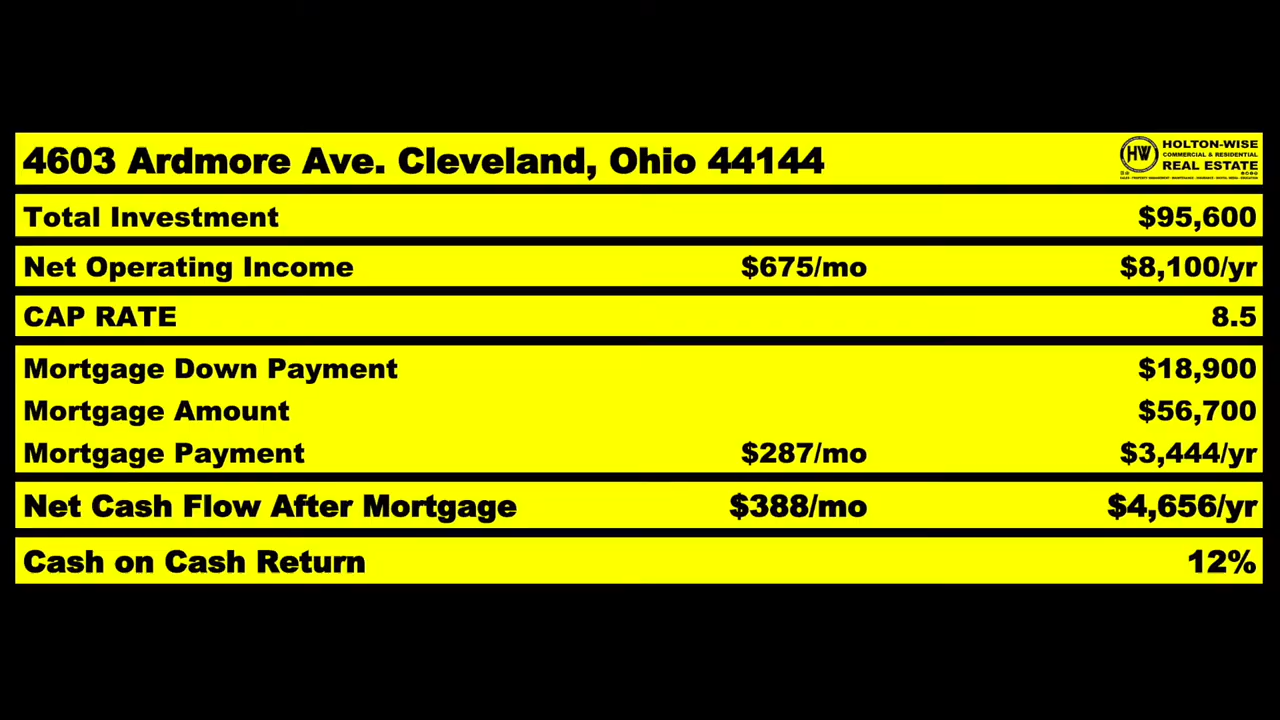 4603 Ardmore Ave. Cleveland, Ohio 44144
HW
HOLTON-WISE
COMMERCIAL & RESIDENTIAL
REAL ESTATE
Total Investment $95,600
Net Operating Income $675/mo $8,100/yr
CAP RATE 8.5
Mortgage Down Payment $18,900
Mortgage Amount $56,700
Mortgage Payment $287/mo $3,444/yr
Net Cash Flow After Mortgage $388/mo $4,656/yr
Cash on Cash Return 12%